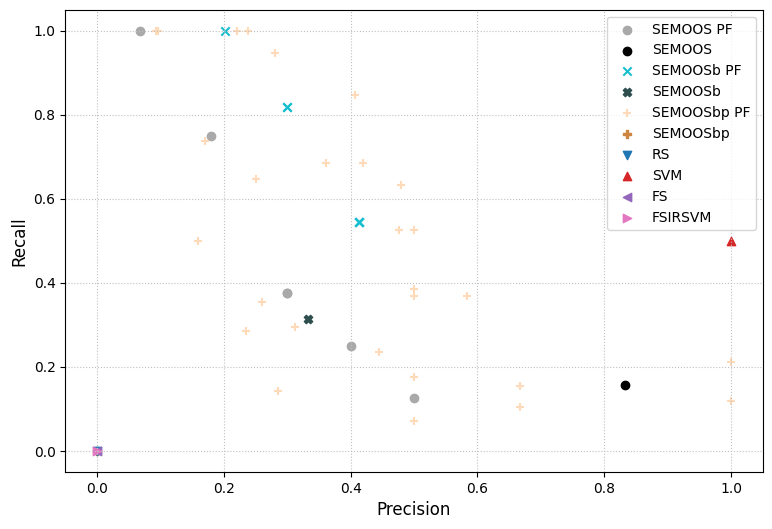 1.0
0.8
0.6
0.4
0.2
0.0
Recall
SEMOOS PF
SEMOOS
SEMOOSb PF
SEMOOSb
SEMOOSbp PF
SEMOOSbp
RS
SVM
FS
FSIRSVM
0.0 0.2 0.4 0.6 0.8 1.0
Precision